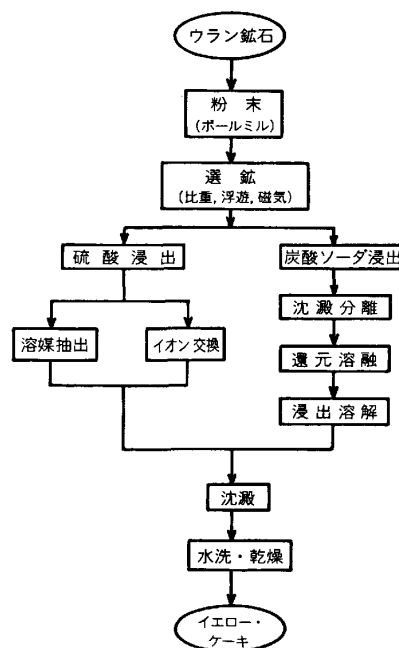 ウラン鉱石
粉末
(ボールミル)
選鉱
(比重,浮遊,磁気)
硫酸浸出
炭酸ソーダ浸出
沈澱分離
溶媒抽出
イオン交換
還元溶融
浸出溶解
沈澱
水洗・乾燥
イエロー・
ケーキ